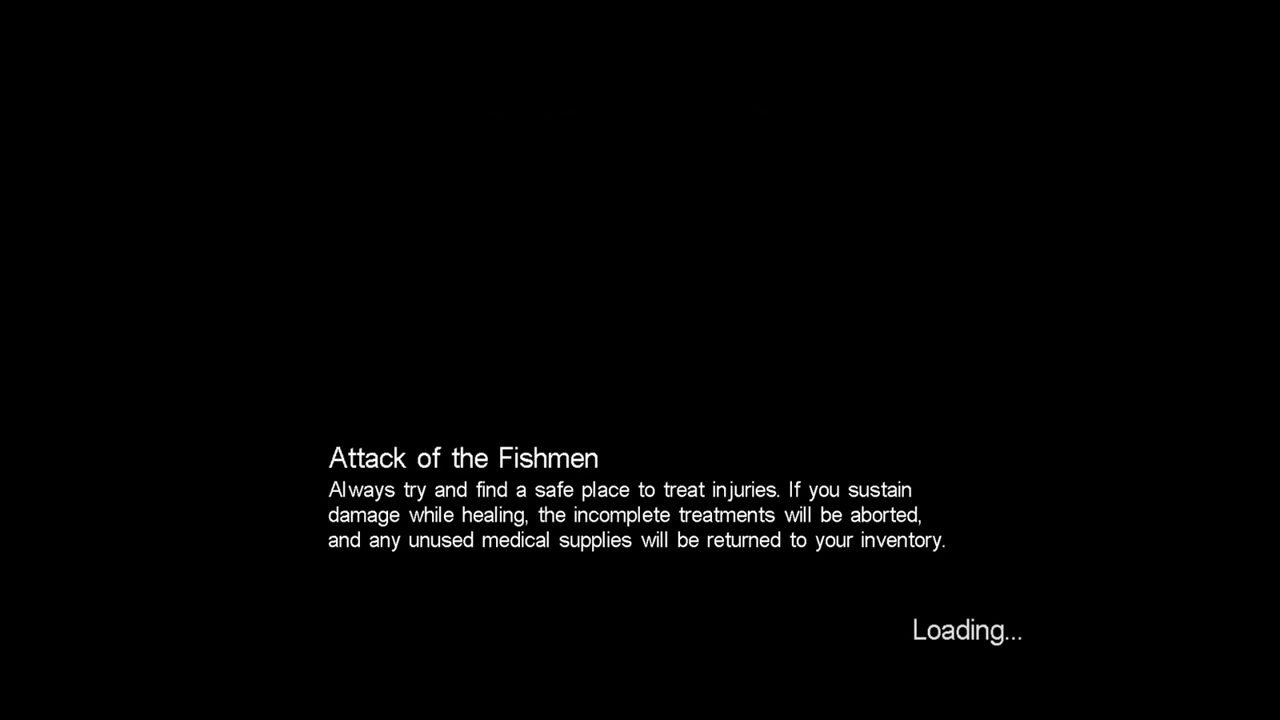 Attack of the Fishmen
Always try and find a safe place to treat injuries. If you sustain
damage while healing, the incomplete treatments will be aborted,
and any unused medical supplies will be returned to your inventory.
Loading...